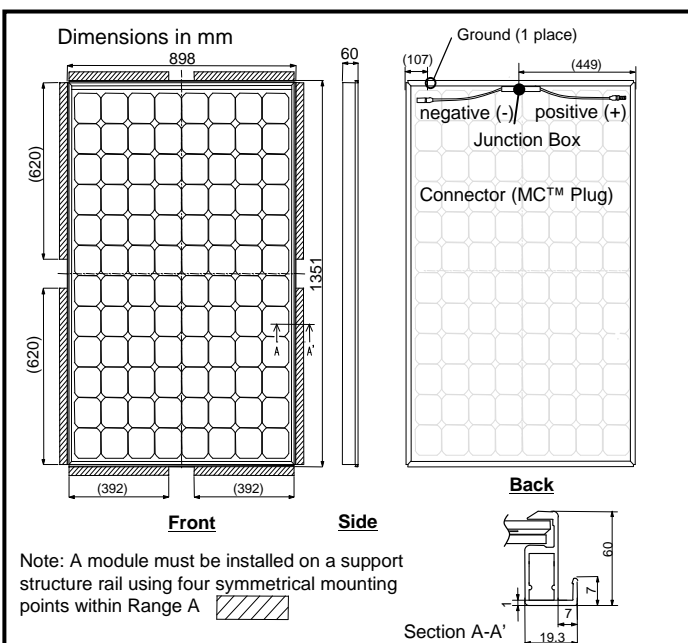 Dimensions in mm
898
60
Ground (1 place)
(107)
(449)
negative (-)
positive (+)
Junction Box
Connector (MC™ Plug)
(620)
1351
A
A'
(620)
(392)
(392)
Front
Side
Back
Note: A module must be installed on a support
structure rail using four symmetrical mounting
points within Range A
60
7
1
7
19.3
Section A-A'